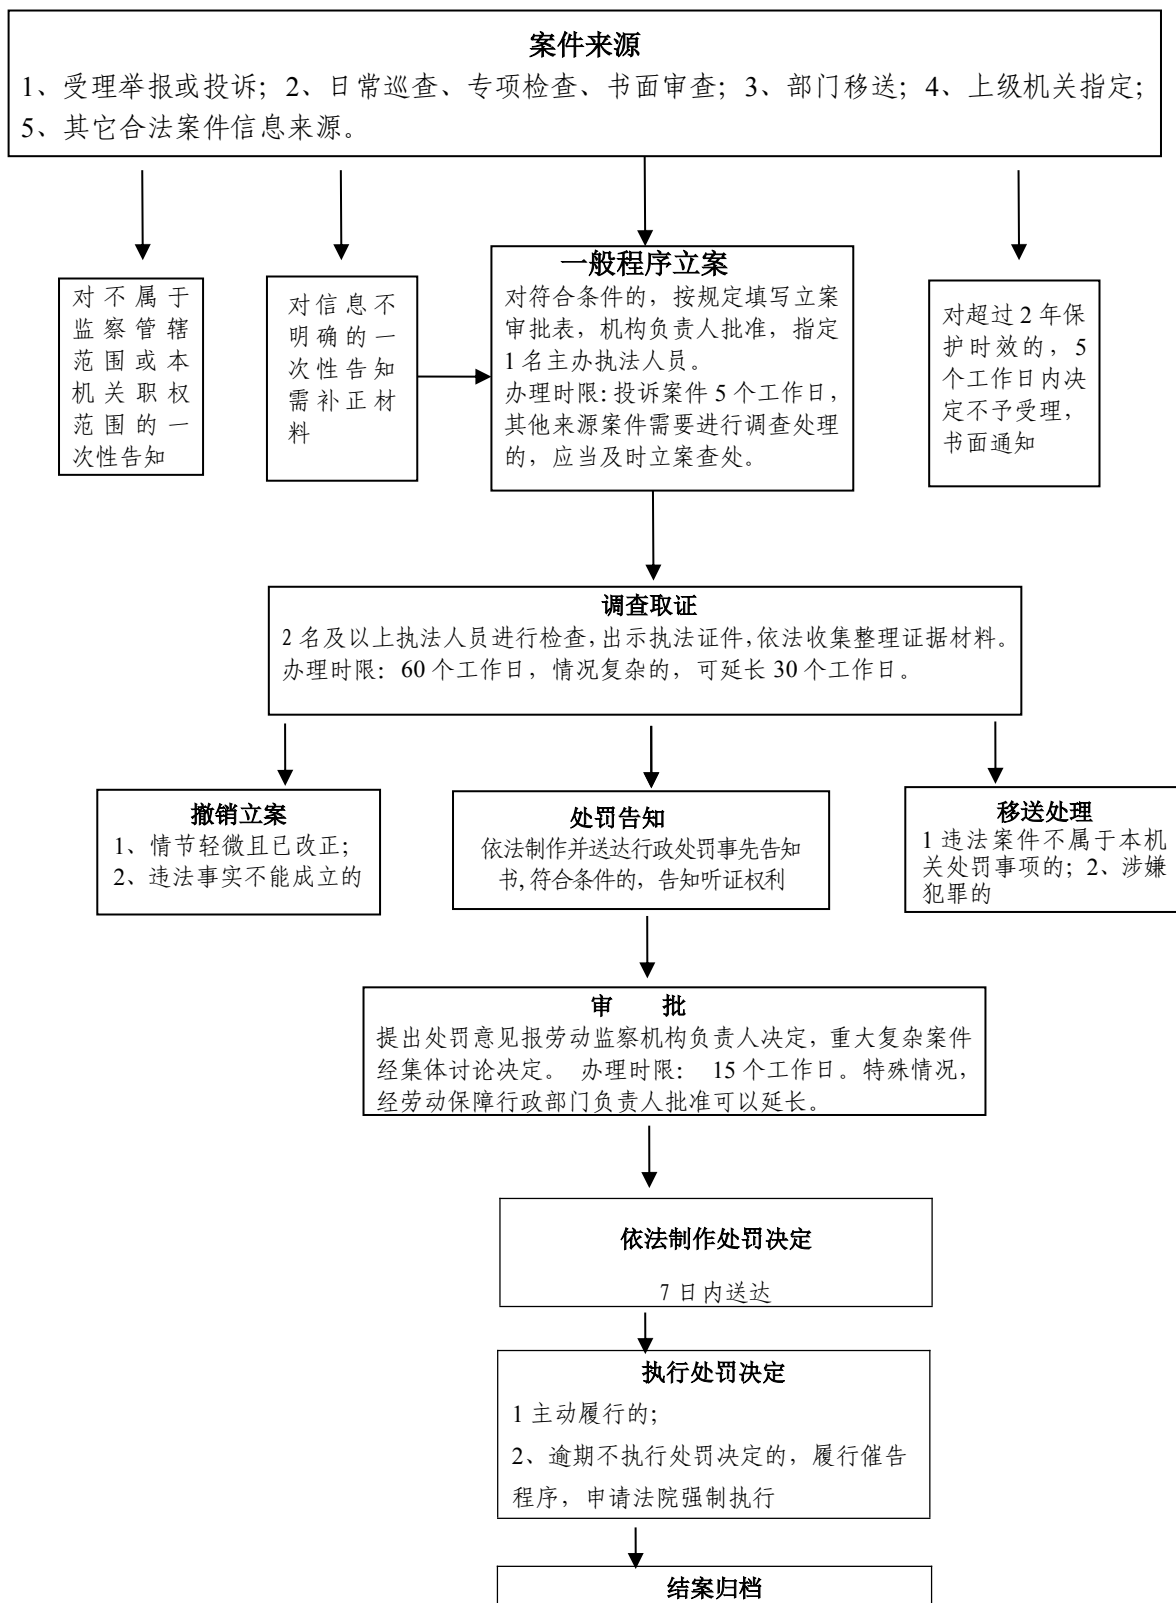 案件来源
1、受理举报或投诉；2、日常巡查、专项检查、书面审查；3、部门移送；4、上级机关指定；
5、其它合法案件信息来源。
对不属于
监察管辖
范围或本
机关职权
范围的一
次性告知
对信息不
明确的一
次性告知
需补正材
料
一般程序立案
对符合条件的，按规定填写立案
审批表，机构负责人批准，指定
1名主办执法人员。
办理时限：投诉案件 5 个工作日，
其他来源案件需要进行调查处理
的，应当及时立案查处。
对超过 2 年保
护时效的，5
个工作日内决
定不予受理，
书面通知
调查取证
2 名及以上执法人员进行检查，出示执法证件，依法收集整理证据材料。
办理时限：60 个工作日，情况复杂的，可延长 30 个工作日。
撤销立案
1、情节轻微且已改正；
2、违法事实不能成立的
处罚告知
依法制作并送达行政处罚事先告知
书，符合条件的，告知听证权利
移送处理
1 违法案件不属于本机
关处罚事项的；2、涉嫌
犯罪的
审 批
提出处罚意见报劳动监察机构负责人决定，重大复杂案件
经集体讨论决定。 办理时限： 15 个工作日。特殊情况，
经劳动保障行政部门负责人批准可以延长。
依法制作处罚决定
7 日内送达
执行处罚决定
1 主动履行的；
2、逾期不执行处罚决定的，履行催告
程序，申请法院强制执行
结案归档